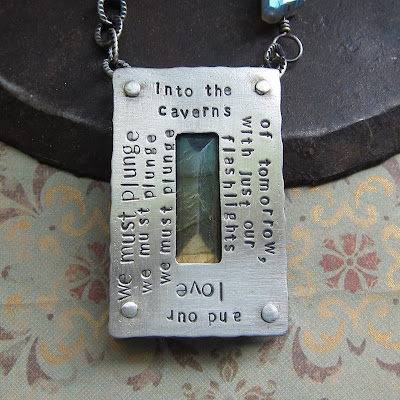 Into the
caverns
of tomorrow,
with just our
flashlights
and our
love
we must plunge
we must plunge
we must plunge